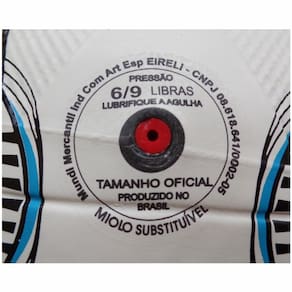 Mundi Mercantil Ind Com Art Esp EIRELI - CNPJ 08.618.641/0002-05
PRESSÃO
6/9 LIBRAS
LUBRIFIQUE A AGULHA
TAMANHO OFICIAL
PRODUZIDO NO
BRASIL
MIOLO SUBSTITUÍVEL